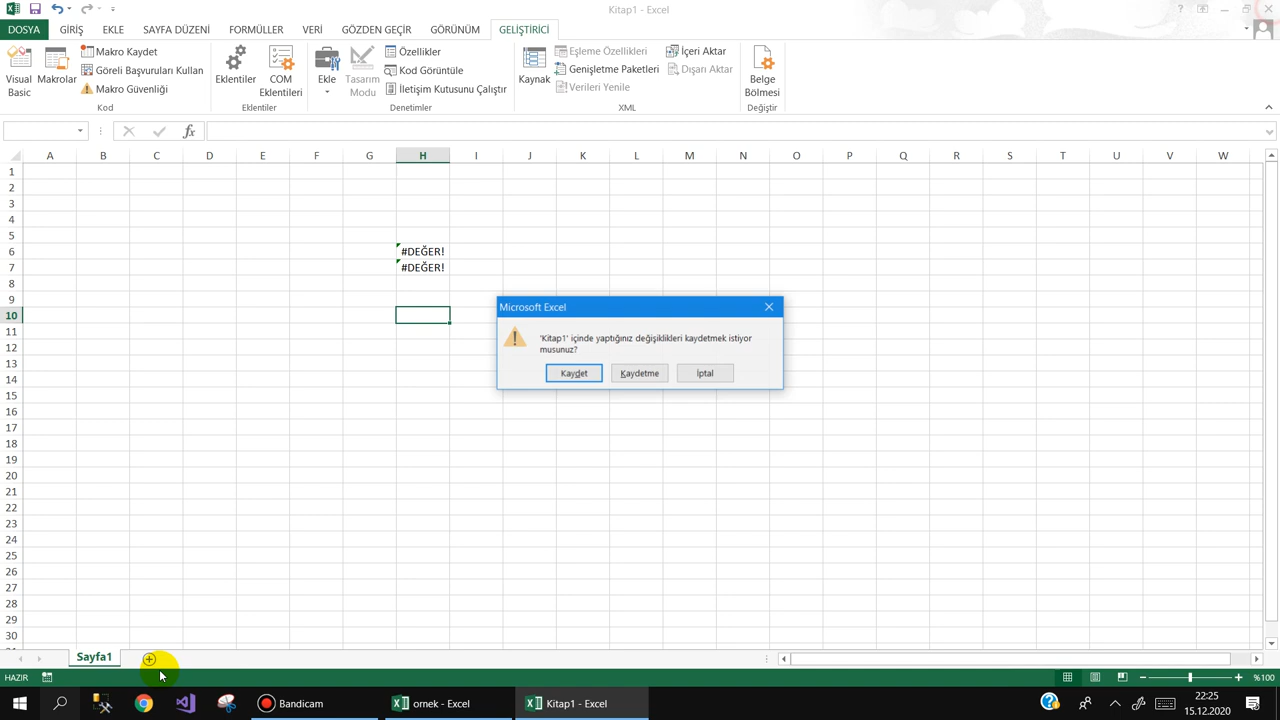 Kitap1 - Excel
DOSYA GİRİŞ EKLE SAYFA DÜZENİ FORMÜLLER VERİ GÖZDEN GEÇİR GÖRÜNÜM GELİŞTİRİCİ
Visual Basic
Makrolar
Makro Kaydet
Göreli Başvuruları Kullan
Makro Güvenliği
Kod
Eklentiler
COM Eklentileri
Eklentiler
Ekle
Tasarım Modu
Özellikler
Kod Görüntüle
İletişim Kutusunu Çalıştır
Denetimler
Kaynak
Eşleme Özellikleri
Genişletme Paketleri
Verileri Yenile
İçeri Aktar
Dışarı Aktar
XML
Belge Bölmesi
Değiştir
fx
A B C D E F G H I J K L M N O P Q R S T U V W
1
2
3
4
5
6 #DEĞER!
7 #DEĞER!
8
9
10
11
12
13
14
15
16
17
18
19
20
21
22
23
24
25
26
27
28
29
30
Microsoft Excel
'Kitap1' içinde yaptığınız değişiklikleri kaydetmek istiyor
musunuz?
Kaydet Kaydetme İptal
Sayfa1
HAZIR %100
Bandicam ornek - Excel Kitap1 - Excel
22:25
15.12.2020